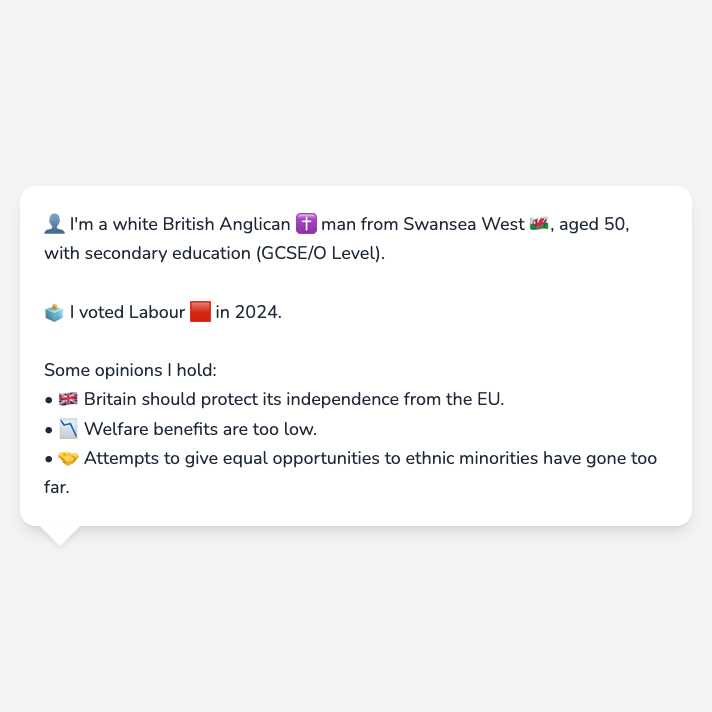 👤 I'm a white British Anglican ✝️ man from Swansea West 🏴󠁧󠁢󠁷󠁬󠁳󠁿, aged 50,
with secondary education (GCSE/O Level).
🗳️ I voted Labour 🟥 in 2024.
Some opinions I hold:
• 🇬🇧 Britain should protect its independence from the EU.
• 📉 Welfare benefits are too low.
• 🤝 Attempts to give equal opportunities to ethnic minorities have gone too
far.